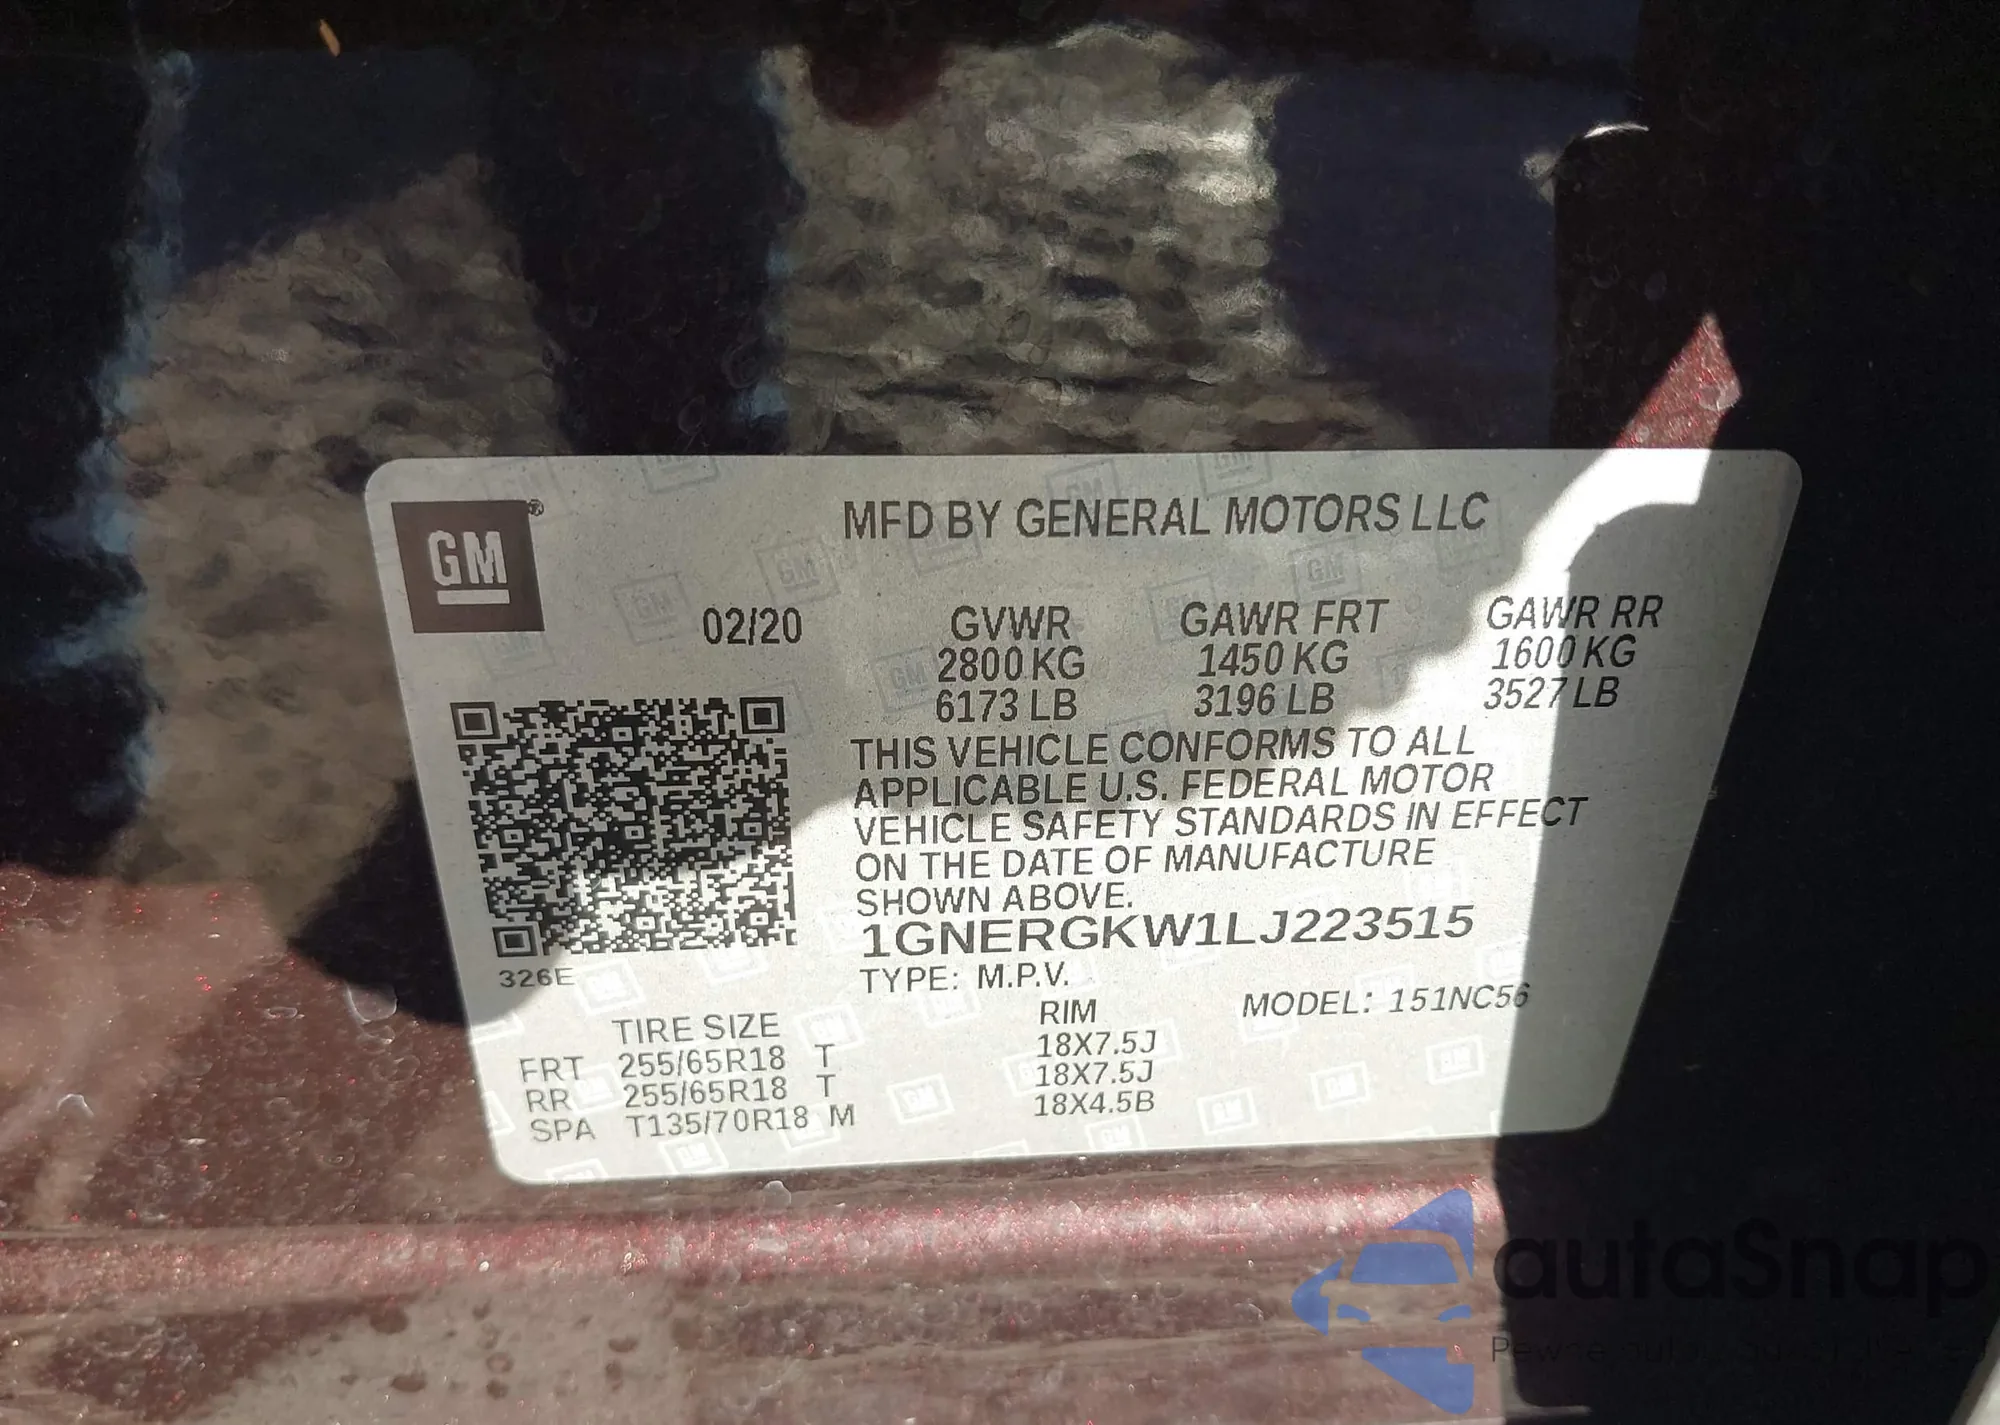 GM®
MFD BY GENERAL MOTORS LLC
02/20
GVWR GAWR FRT GAWR RR
2800 KG 1450 KG 1600 KG
6173 LB 3196 LB 3527 LB
THIS VEHICLE CONFORMS TO ALL
APPLICABLE U.S. FEDERAL MOTOR
VEHICLE SAFETY STANDARDS IN EFFECT
ON THE DATE OF MANUFACTURE
SHOWN ABOVE.
1GNERGKW1LJ223515
326E
TYPE: M.P.V.
MODEL: 151NC56
TIRE SIZE RIM
FRT 255/65R18 T 18X7.5J
RR 255/65R18 T 18X7.5J
SPA T135/70R18 M 18X4.5B
autaSnap